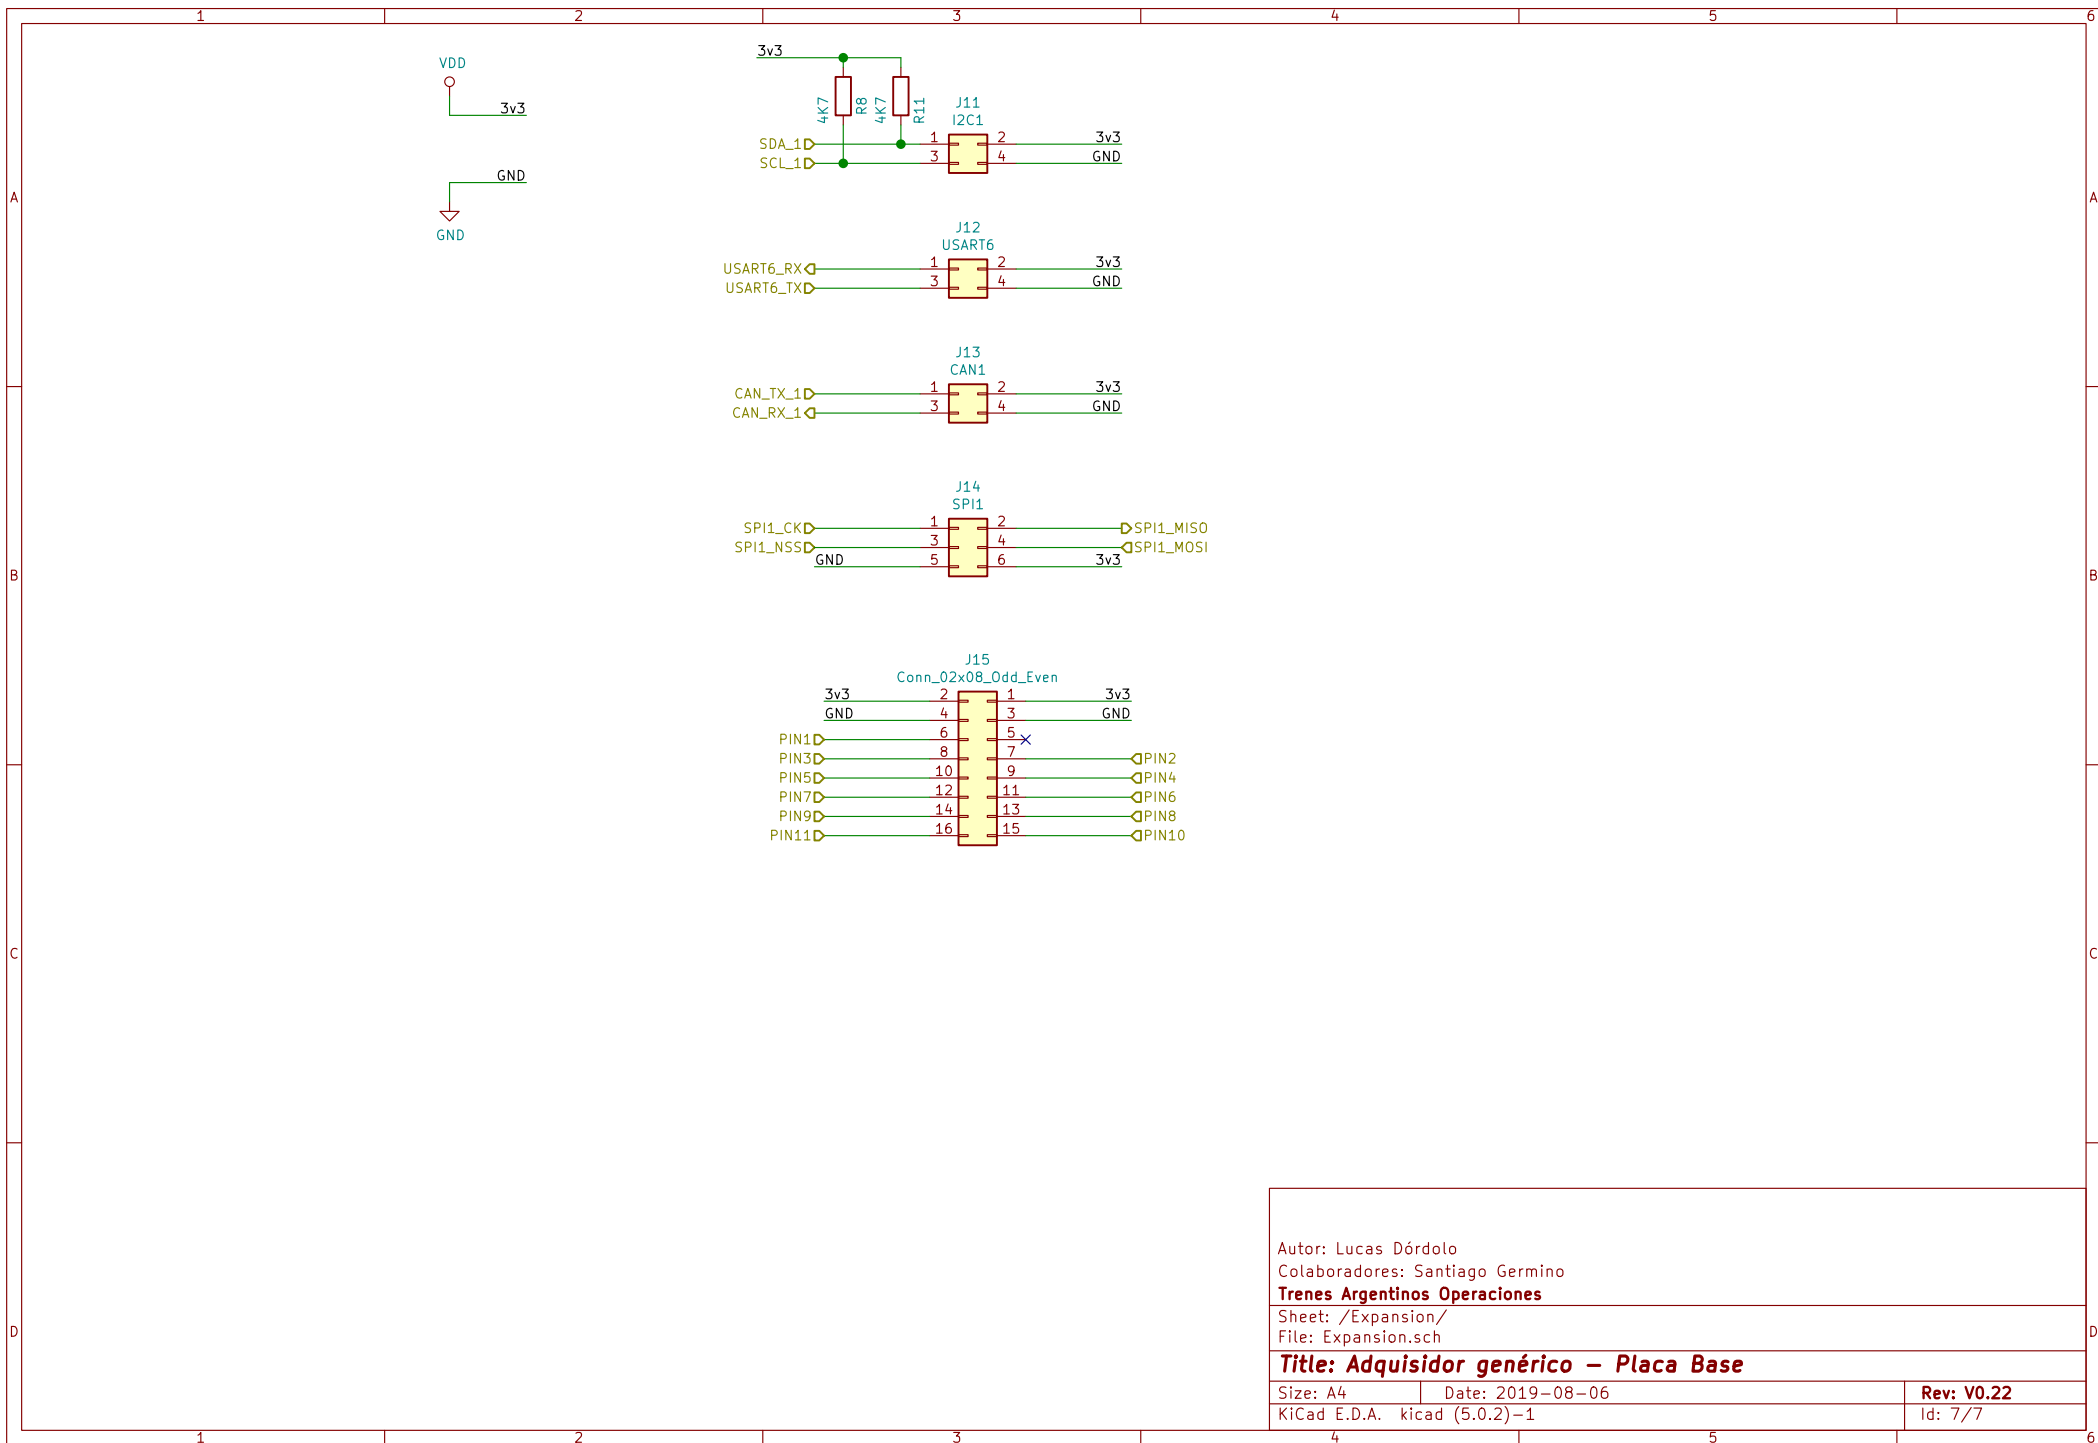 1 2 3 4 5 6
VDD
3v3
GND
GND
3v3
4K7 R8 4K7 R11
J11
I2C1
SDA_1 1 2 3v3
SCL_1 3 4 GND
J12
USART6
USART6_RX 1 2 3v3
USART6_TX 3 4 GND
J13
CAN1
CAN_TX_1 1 2 3v3
CAN_RX_1 3 4 GND
J14
SPI1
SPI1_CK 1 2 SPI1_MISO
SPI1_NSS 3 4 SPI1_MOSI
GND 5 6 3v3
J15
Conn_02x08_Odd_Even
3v3 2 1 3v3
GND 4 3 GND
PIN1 6 5
PIN3 8 7 PIN2
PIN5 10 9 PIN4
PIN7 12 11 PIN6
PIN9 14 13 PIN8
PIN11 16 15 PIN10
A A
B B
C C
D D
Autor: Lucas Dórdolo
Colaboradores: Santiago Germino
Trenes Argentinos Operaciones
Sheet: /Expansion/
File: Expansion.sch
Title: Adquisidor genérico – Placa Base
Size: A4 Date: 2019-08-06 Rev: V0.22
KiCad E.D.A. kicad (5.0.2)-1 Id: 7/7
1 2 3 4 5 6